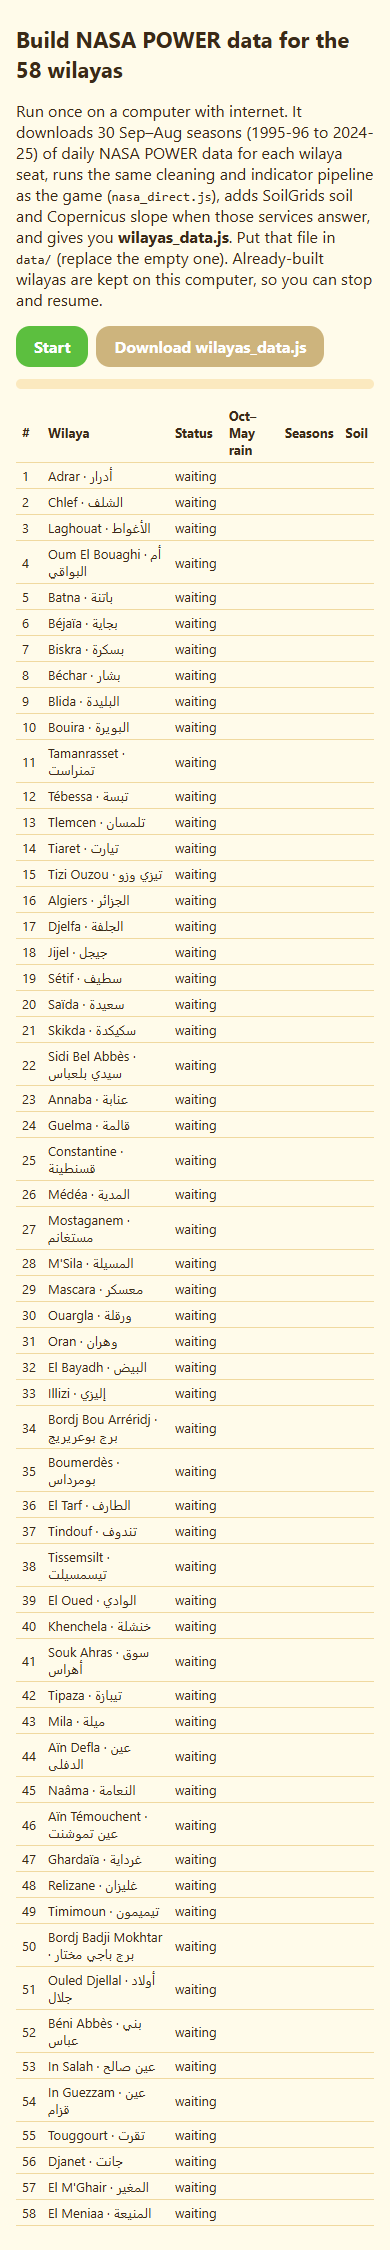 Build NASA POWER data for the
58 wilayas
Run once on a computer with internet. It
downloads 30 Sep–Aug seasons (1995-96 to 2024-
25) of daily NASA POWER data for each wilaya
seat, runs the same cleaning and indicator pipeline
as the game (nasa_direct.js), adds SoilGrids soil
and Copernicus slope when those services answer,
and gives you wilayas_data.js. Put that file in
data/ (replace the empty one). Already-built
wilayas are kept on this computer, so you can stop
and resume.
Start Download wilayas_data.js
# Wilaya Status Oct–
May
rain Seasons Soil
1 Adrar · أدرار waiting
2 Chlef · الشلف waiting
3 Laghouat · الأغواط waiting
4 Oum El Bouaghi · أم
البواقي waiting
5 Batna · باتنة waiting
6 Béjaïa · بجاية waiting
7 Biskra · بسكرة waiting
8 Béchar · بشار waiting
9 Blida · البليدة waiting
10 Bouira · البويرة waiting
11 Tamanrasset ·
تمنراست waiting
12 Tébessa · تبسة waiting
13 Tlemcen · تلمسان waiting
14 Tiaret · تيارت waiting
15 Tizi Ouzou · تيزي وزو waiting
16 Algiers · الجزائر waiting
17 Djelfa · الجلفة waiting
18 Jijel · جيجل waiting
19 Sétif · سطيف waiting
20 Saïda · سعيدة waiting
21 Skikda · سكيكدة waiting
22 Sidi Bel Abbès ·
سيدي بلعباس waiting
23 Annaba · عنابة waiting
24 Guelma · قالمة waiting
25 Constantine ·
قسنطينة waiting
26 Médéa · المدية waiting
27 Mostaganem ·
مستغانم waiting
28 M'Sila · المسيلة waiting
29 Mascara · معسكر waiting
30 Ouargla · ورقلة waiting
31 Oran · وهران waiting
32 El Bayadh · البيض waiting
33 Illizi · إليزي waiting
34 Bordj Bou Arréridj ·
برج بوعريريج waiting
35 Boumerdès ·
بومرداس waiting
36 El Tarf · الطارف waiting
37 Tindouf · تندوف waiting
38 Tissemsilt ·
تيسمسيلت waiting
39 El Oued · الوادي waiting
40 Khenchela · خنشلة waiting
41 Souk Ahras · سوق
أهراس waiting
42 Tipaza · تيبازة waiting
43 Mila · ميلة waiting
44 Aïn Defla · عين
الدفلى waiting
45 Naâma · النعامة waiting
46 Aïn Témouchent ·
عين تموشنت waiting
47 Ghardaïa · غرداية waiting
48 Relizane · غليزان waiting
49 Timimoun · تيميمون waiting
50 Bordj Badji Mokhtar
· برج باجي مختار waiting
51 Ouled Djellal · أولاد
جلال waiting
52 Béni Abbès · بني
عباس waiting
53 In Salah · عين صالح waiting
54 In Guezzam · عين
قزام waiting
55 Touggourt · تقرت waiting
56 Djanet · جانت waiting
57 El M'Ghair · المغير waiting
58 El Meniaa · المنيعة waiting